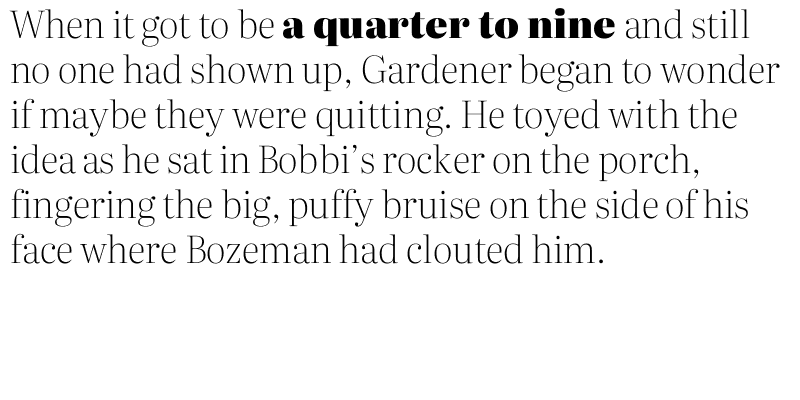 When it got to be a quarter to nine and still
no one had shown up, Gardener began to wonder
if maybe they were quitting. He toyed with the
idea as he sat in Bobbi’s rocker on the porch,
fingering the big, puffy bruise on the side of his
face where Bozeman had clouted him.